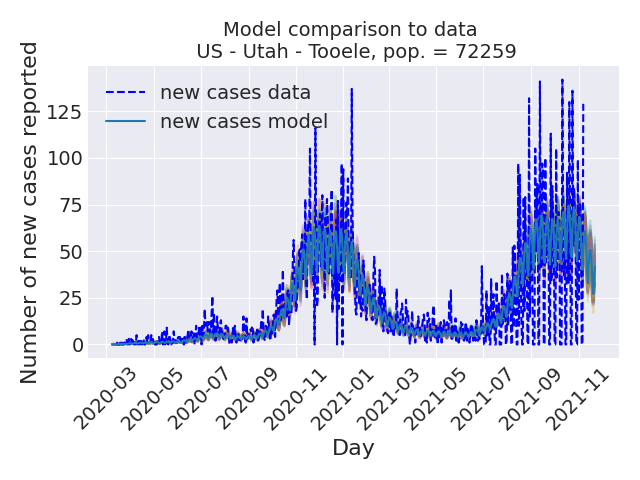 Model comparison to data
US - Utah - Tooele, pop. = 72259
Number of new cases reported
125
100
75
50
25
0
new cases data
new cases model
2020-03
2020-05
2020-07
2020-09
2020-11
2021-01
2021-03
2021-05
2021-07
2021-09
2021-11
Day